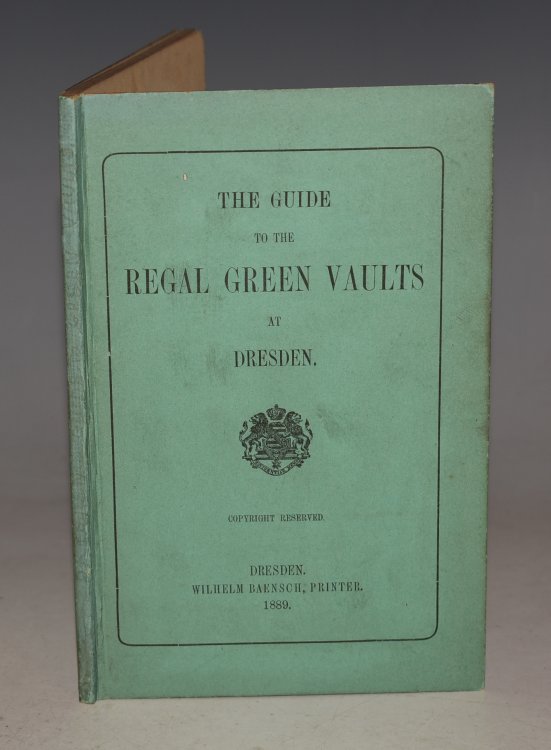 THE GUIDE
TO THE
REGAL GREEN VAULTS
AT
DRESDEN.
COPYRIGHT RESERVED.
DRESDEN.
WILHELM BAENSCH, PRINTER.
1889.